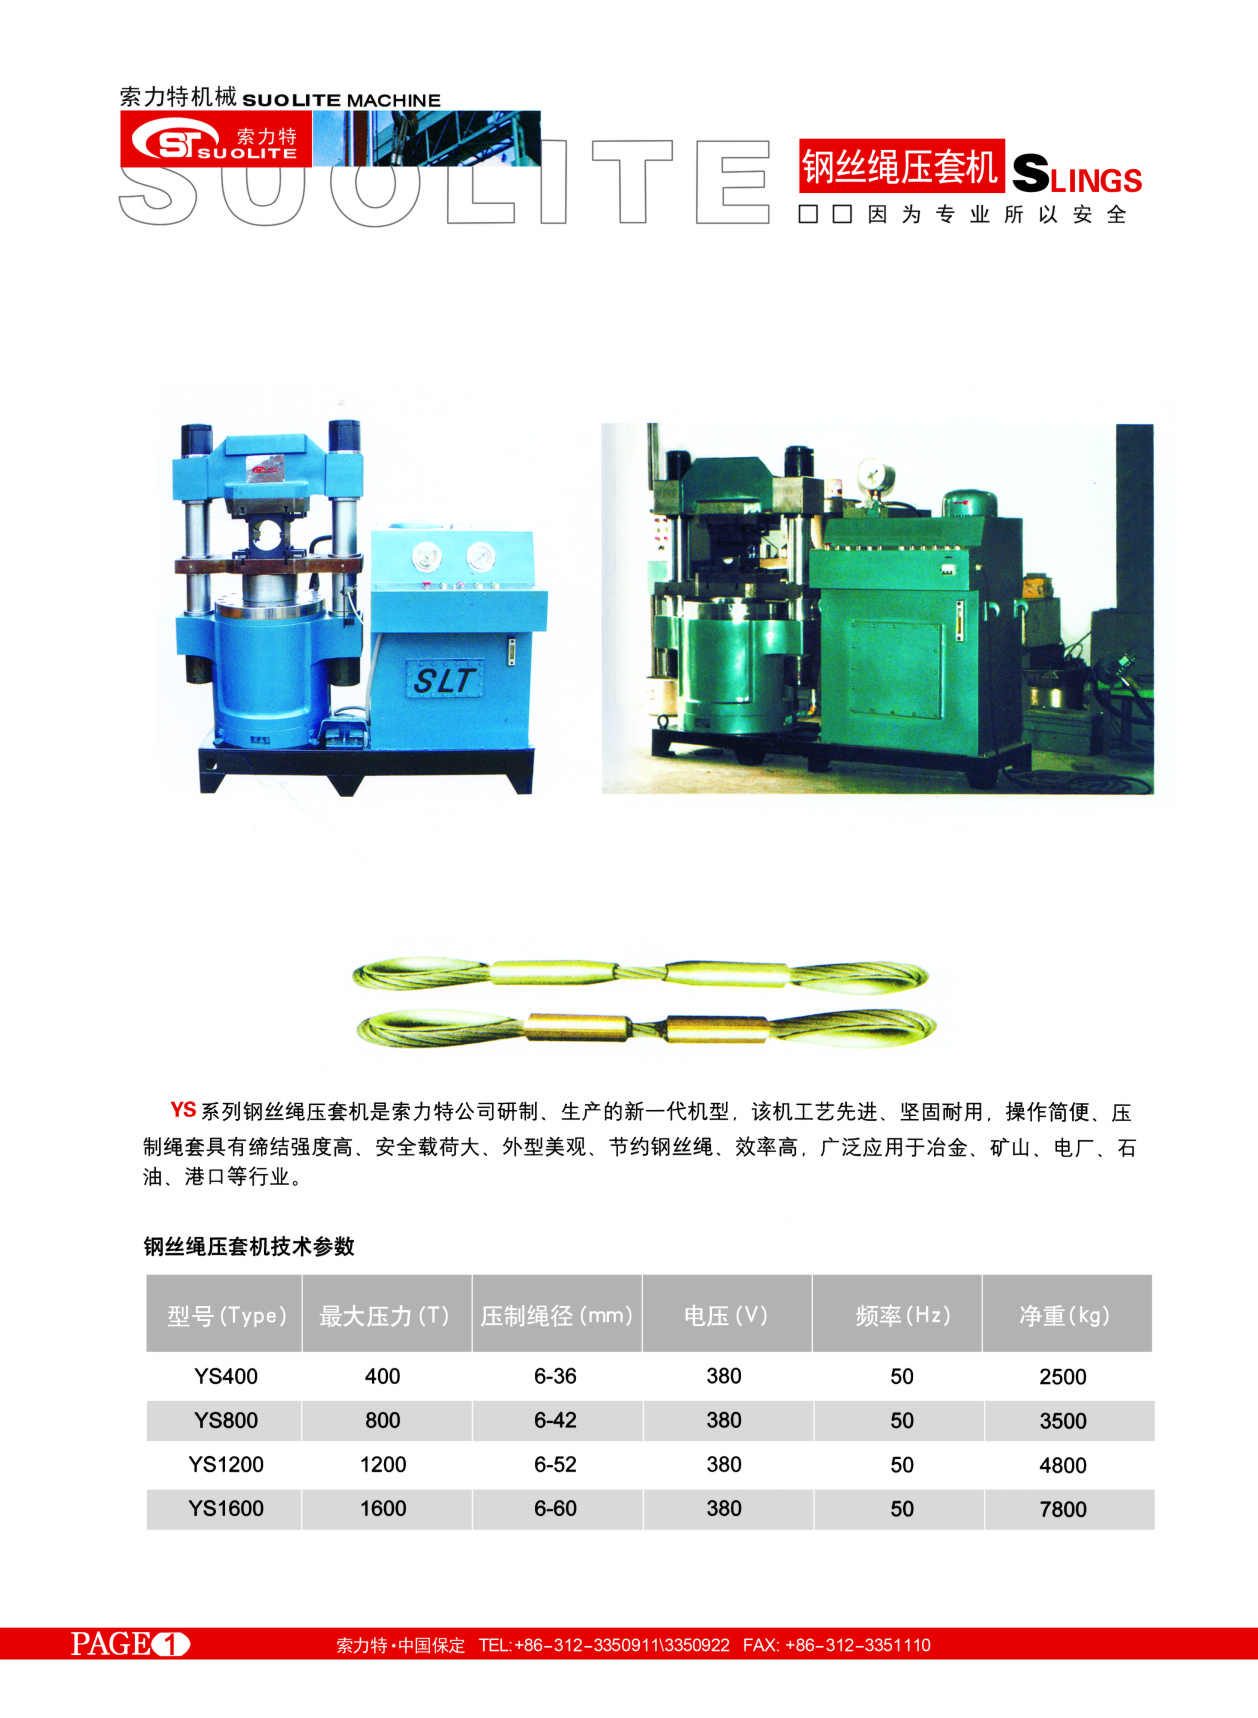 索力特机械 SUOLITE MACHINE
索力特
SUOLITE
SUOLITE
钢丝绳压套机 SLINGS
□□因为专业所以安全
SLT
YS 系列钢丝绳压套机是索力特公司研制、生产的新一代机型，该机工艺先进、坚固耐用，操作简便、压
制绳套具有缔结强度高、安全载荷大、外型美观、节约钢丝绳、效率高，广泛应用于冶金、矿山、电厂、石
油、港口等行业。
钢丝绳压套机技术参数
型号(Type) 最大压力(T) 压制绳径(mm) 电压(V) 频率(Hz) 净重(kg)
YS400 400 6-36 380 50 2500
YS800 800 6-42 380 50 3500
YS1200 1200 6-52 380 50 4800
YS1600 1600 6-60 380 50 7800
PAGE 1 索力特·中国保定 TEL:+86-312-3350911\3350922 FAX: +86-312-3351110